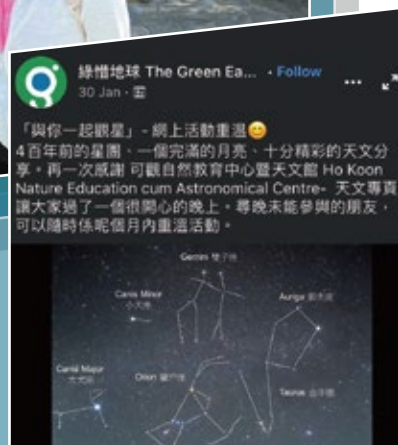 綠惜地球 The Green Ea... · Follow
30 Jan ·
「與你一起觀星」- 網上活動重溫😊
4百年前的星團、一個完滿的月亮、十分精彩的天文分
享。再一次感謝 可觀自然教育中心暨天文館 Ho Koon
Nature Education cum Astronomical Centre- 天文專頁
讓大家過了一個很開心的晚上。尋晚未能參與的朋友，
可以隨時係呢個月內重溫活動。
Gemini 雙子座
Canis Minor
小犬座
Auriga 御夫座
Canis Major
大犬座
Orion 獵戶座
Taurus 金牛座